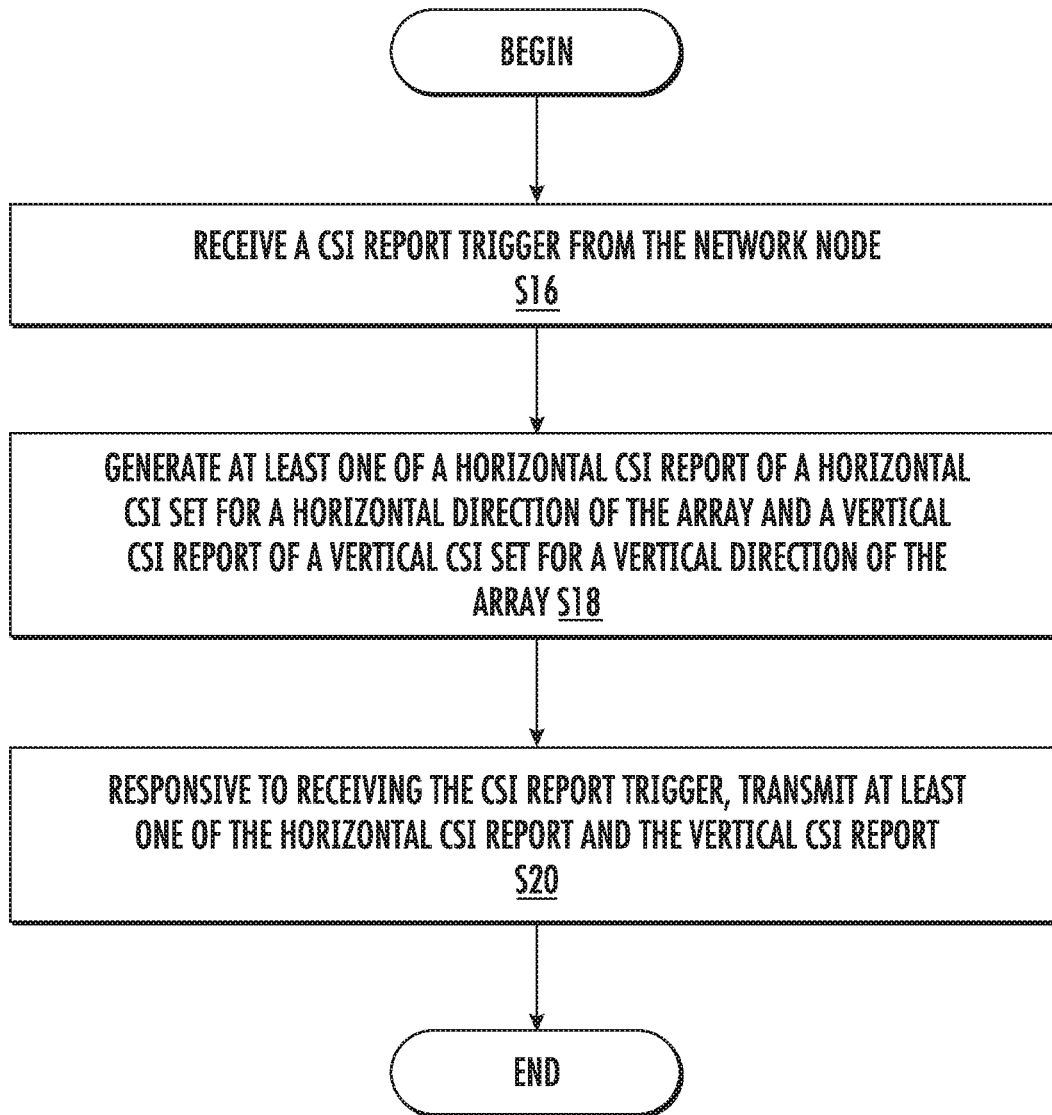 BEGIN
RECEIVE A CSI REPORT TRIGGER FROM THE NETWORK NODE
S16
GENERATE AT LEAST ONE OF A HORIZONTAL CSI REPORT OF A HORIZONTAL
CSI SET FOR A HORIZONTAL DIRECTION OF THE ARRAY AND A VERTICAL
CSI REPORT OF A VERTICAL CSI SET FOR A VERTICAL DIRECTION OF THE
ARRAY S18
RESPONSIVE TO RECEIVING THE CSI REPORT TRIGGER, TRANSMIT AT LEAST
ONE OF THE HORIZONTAL CSI REPORT AND THE VERTICAL CSI REPORT
S20
END